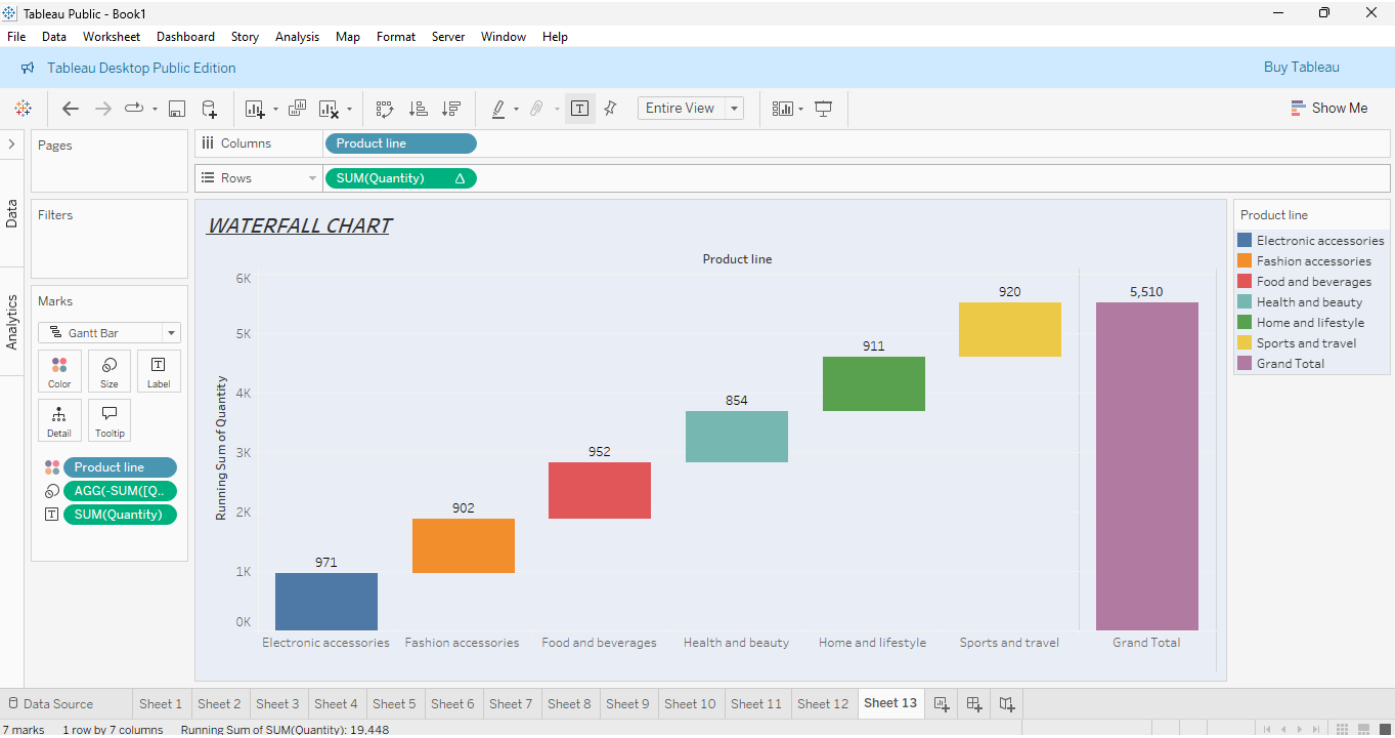 Tableau Public - Book1
File Data Worksheet Dashboard Story Analysis Map Format Server Window Help
Tableau Desktop Public Edition Buy Tableau
T Entire View Show Me
Pages
iii Columns Product line
Rows SUM(Quantity) Δ
Data
Analytics
Filters
Marks
Gantt Bar
Color Size T Label
Detail Tooltip
Product line
AGG(-SUM([Q..
T SUM(Quantity)
WATERFALL CHART
Product line
Running Sum of Quantity
6K
5K
4K
3K
2K
1K
0K
971
902
952
854
911
920
5,510
Electronic accessories Fashion accessories Food and beverages Health and beauty Home and lifestyle Sports and travel Grand Total
Product line
Electronic accessories
Fashion accessories
Food and beverages
Health and beauty
Home and lifestyle
Sports and travel
Grand Total
Data Source Sheet 1 Sheet 2 Sheet 3 Sheet 4 Sheet 5 Sheet 6 Sheet 7 Sheet 8 Sheet 9 Sheet 10 Sheet 11 Sheet 12 Sheet 13
7 marks 1 row by 7 columns Running Sum of SUM(Quantity): 19,448